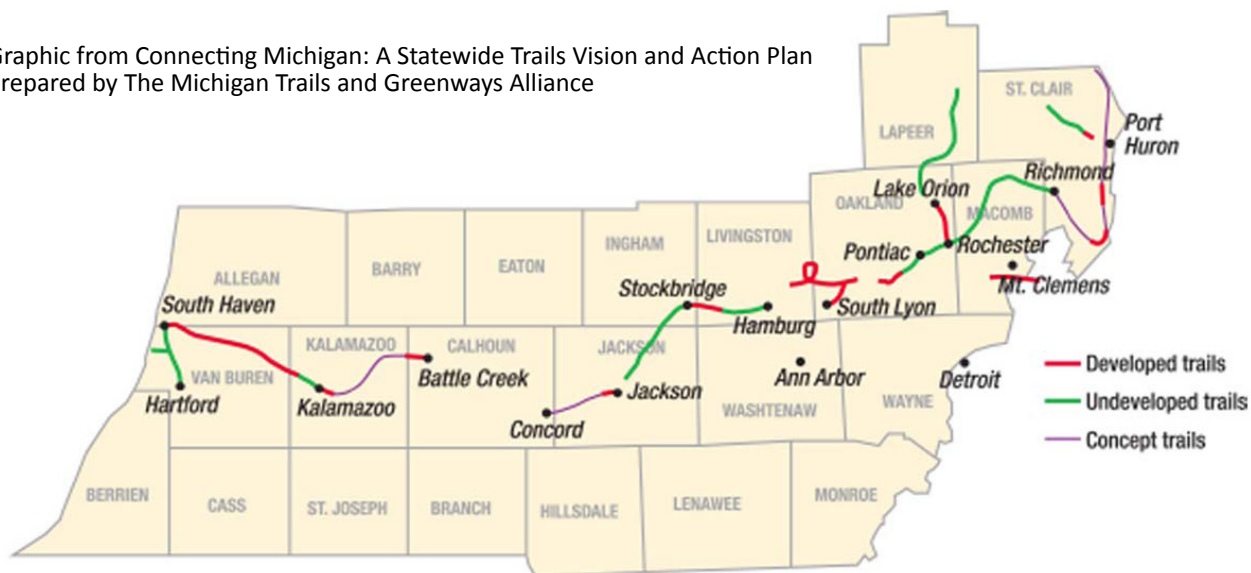 raphic from Connecting Michigan: A Statewide Trails Vision and Action Plan
repared by The Michigan Trails and Greenways Alliance
ST. CLAIR
LAPEER
Port
Huron
Richmond
Lake Orion
OAKLAND
MACOMB
Rochester
Pontiac
Mt. Clemens
LIVINGSTON
INGHAM
EATON
BARRY
ALLEGAN
Stockbridge
South Lyon
South Haven
Hamburg
KALAMAZOO
CALHOUN
JACKSON
Developed trails
Battle Creek
VAN BUREN
Ann Arbor
Detroit
Jackson
Undeveloped trails
Hartford
Kalamazoo
WASHTENAW
WAYNE
Concord
Concept trails
BERRIEN
CASS
ST. JOSEPH
BRANCH
HILLSDALE
LENAWEE
MONROE